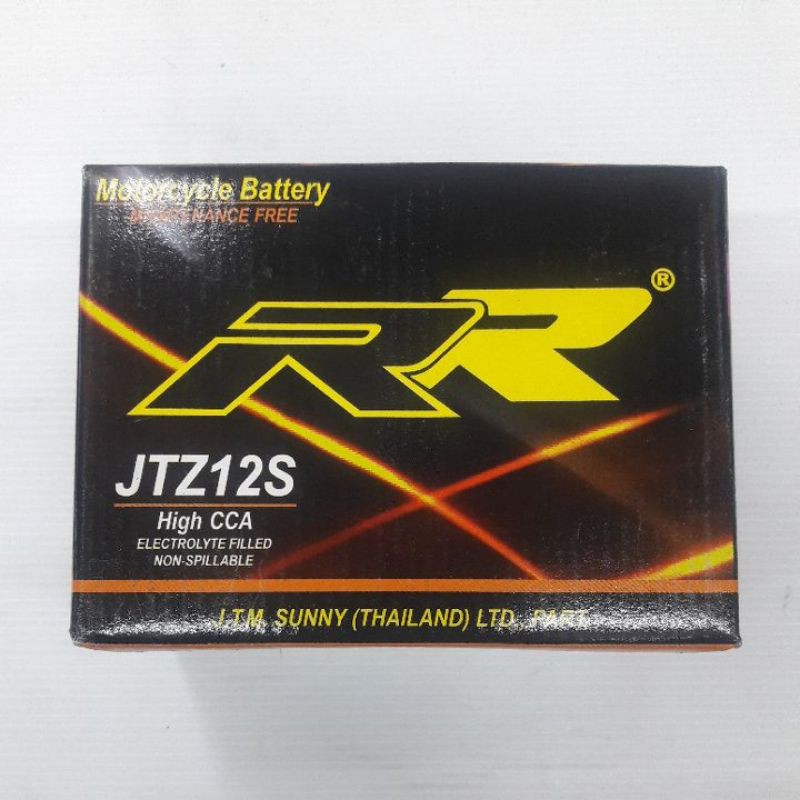 Motorcycle Battery
MAINTENANCE FREE
RR®
JTZ12S
High CCA
ELECTROLYTE FILLED
NON-SPILLABLE
J.T.M. SUNNY (THAILAND) LTD., PART.